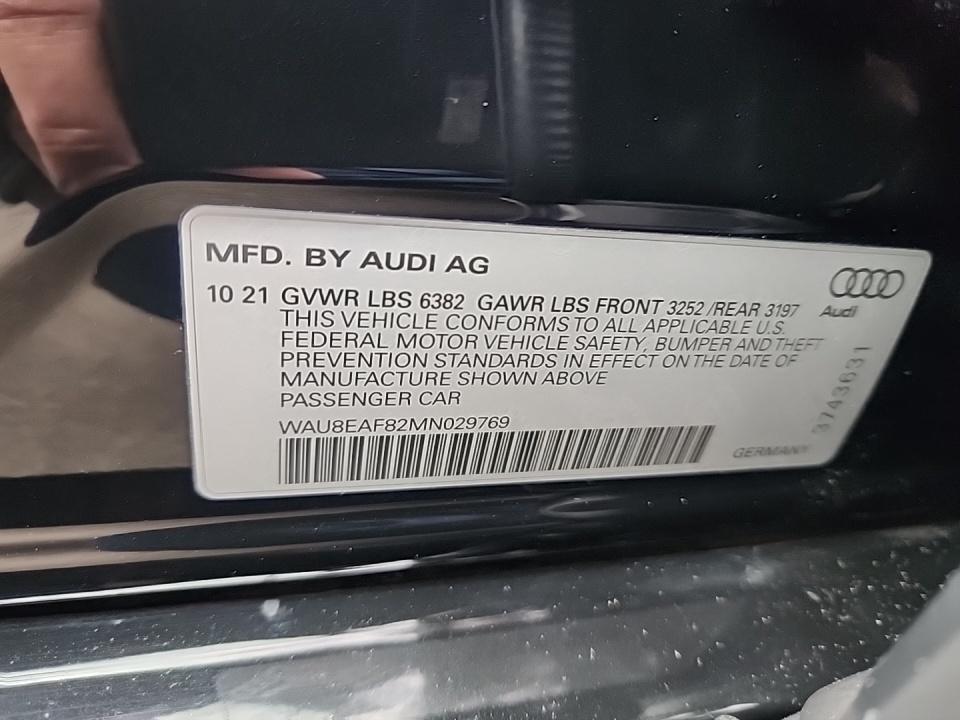 MFD. BY AUDI AG
10 21 GVWR LBS 6382 GAWR LBS FRONT 3252 /REAR 3197
THIS VEHICLE CONFORMS TO ALL APPLICABLE U.S.
FEDERAL MOTOR VEHICLE SAFETY, BUMPER AND THEFT
PREVENTION STANDARDS IN EFFECT ON THE DATE OF
MANUFACTURE SHOWN ABOVE
PASSENGER CAR
WAU8EAF82MN029769
Audi
3743631
GERMANY